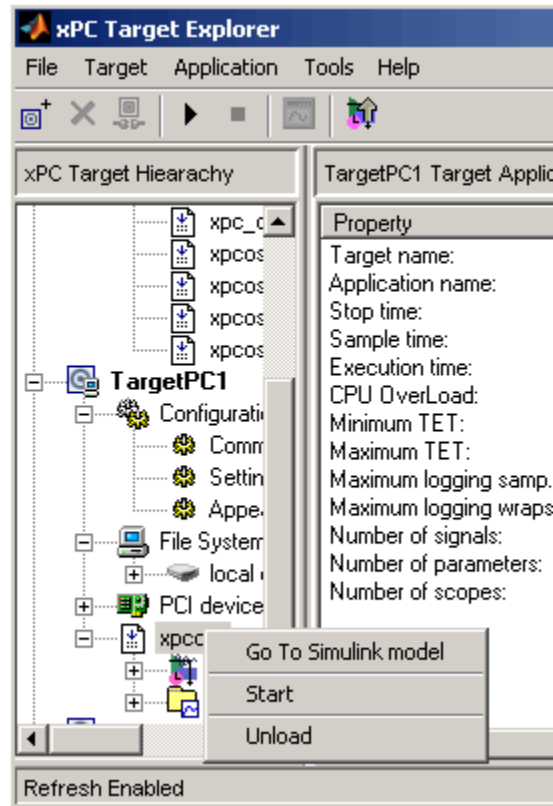 xPC Target Explorer
File Target Application Tools Help
xPC Target Hiearachy
TargetPC1 Target Applic
xpc_c
xpcos
xpcos
xpcos
xpcos
TargetPC1
Configurati
Comm
Settin
Appe
File System
local
PCI device
xpcc
Property
Target name:
Application name:
Stop time:
Sample time:
Execution time:
CPU OverLoad:
Minimum TET:
Maximum TET:
Maximum logging samp.
Maximum logging wraps
Number of signals:
Number of parameters:
Number of scopes:
Go To Simulink model
Start
Unload
Refresh Enabled